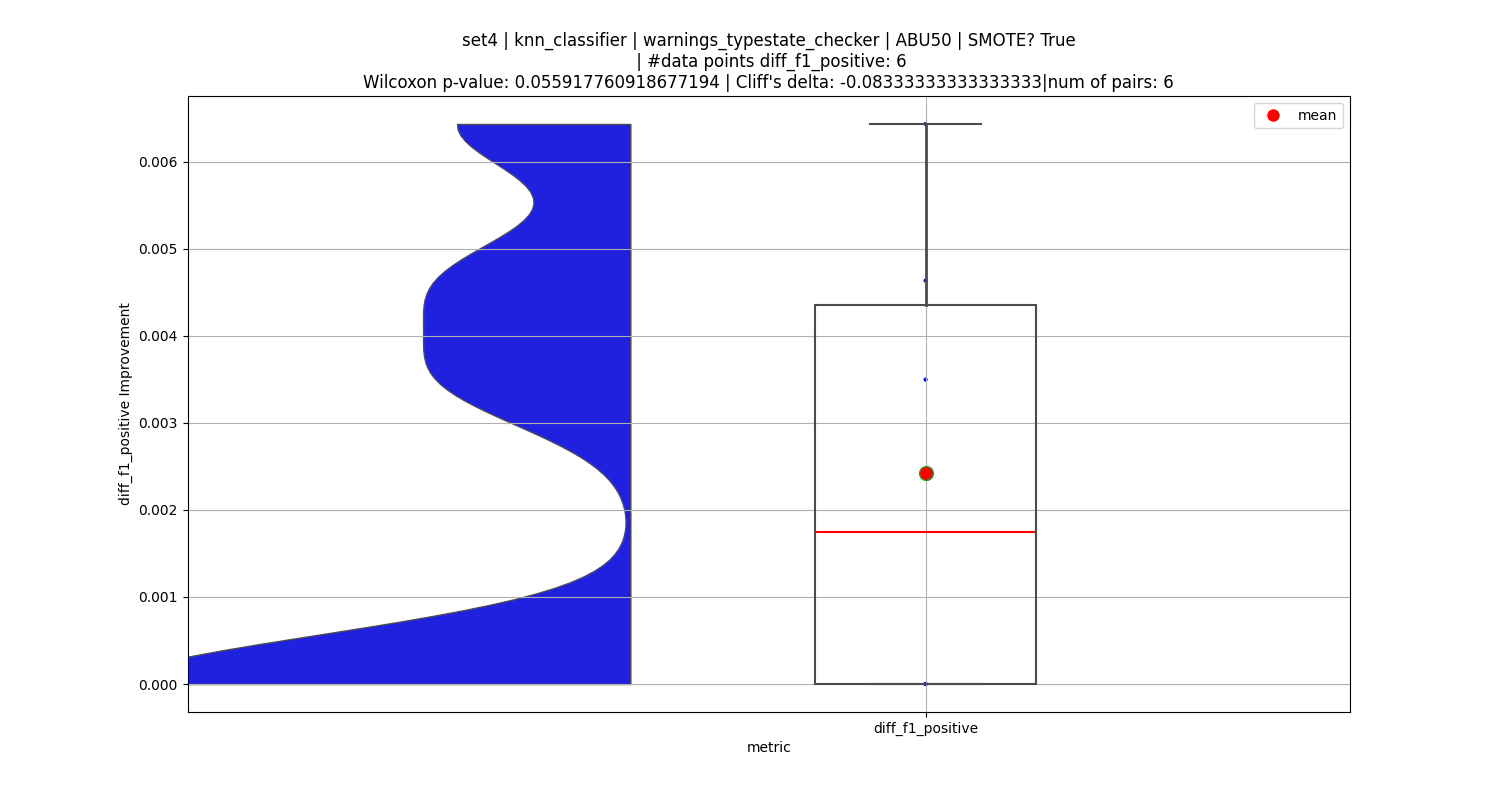 set4 | knn_classifier | warnings_typestate_checker | ABU50 | SMOTE? True
| #data points diff_f1_positive: 6
Wilcoxon p-value: 0.055917760918677194 | Cliff's delta: -0.08333333333333333|num of pairs: 6
mean
0.006
0.005
0.004
0.003
0.002
0.001
0.000
diff_f1_positive Improvement
diff_f1_positive
metric